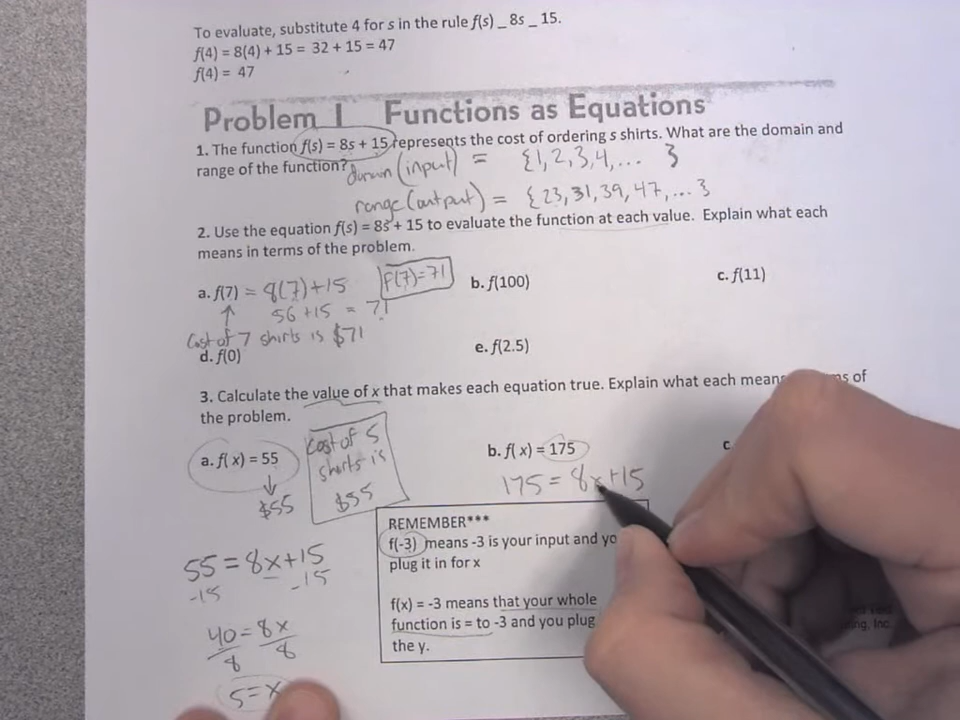 To evaluate, substitute 4 for s in the rule f(s) _ 8s _ 15.
f(4) = 8(4) + 15 = 32 + 15 = 47
f(4) = 47
Problem 1 Functions as Equations
1. The function f(s) = 8s + 15 represents the cost of ordering s shirts. What are the domain and
range of the function? domain (input) = {1, 2, 3, 4, ... }
range (output) = {23, 31, 39, 47, ... }
2. Use the equation f(s) = 8s + 15 to evaluate the function at each value. Explain what each
means in terms of the problem.
a. f(7) = 8(7)+15 F(7)=71 b. f(100) c. f(11)
56 +15 = 71
Cost of 7 shirts is $71
d. f(0) e. f(2.5)
3. Calculate the value of x that makes each equation true. Explain what each means of
the problem.
a. f( x) = 55 b. f( x) = 175 c
$55
Cost of 5
shirts is
$55
175 = 8x+15
55 = 8x+15
-15 -15
40 = 8x
8 8
5 = x
REMEMBER***
f(-3) means -3 is your input and yo
plug it in for x
f(x) = -3 means that your whole
function is = to -3 and you plug
the y.
ing, Inc.